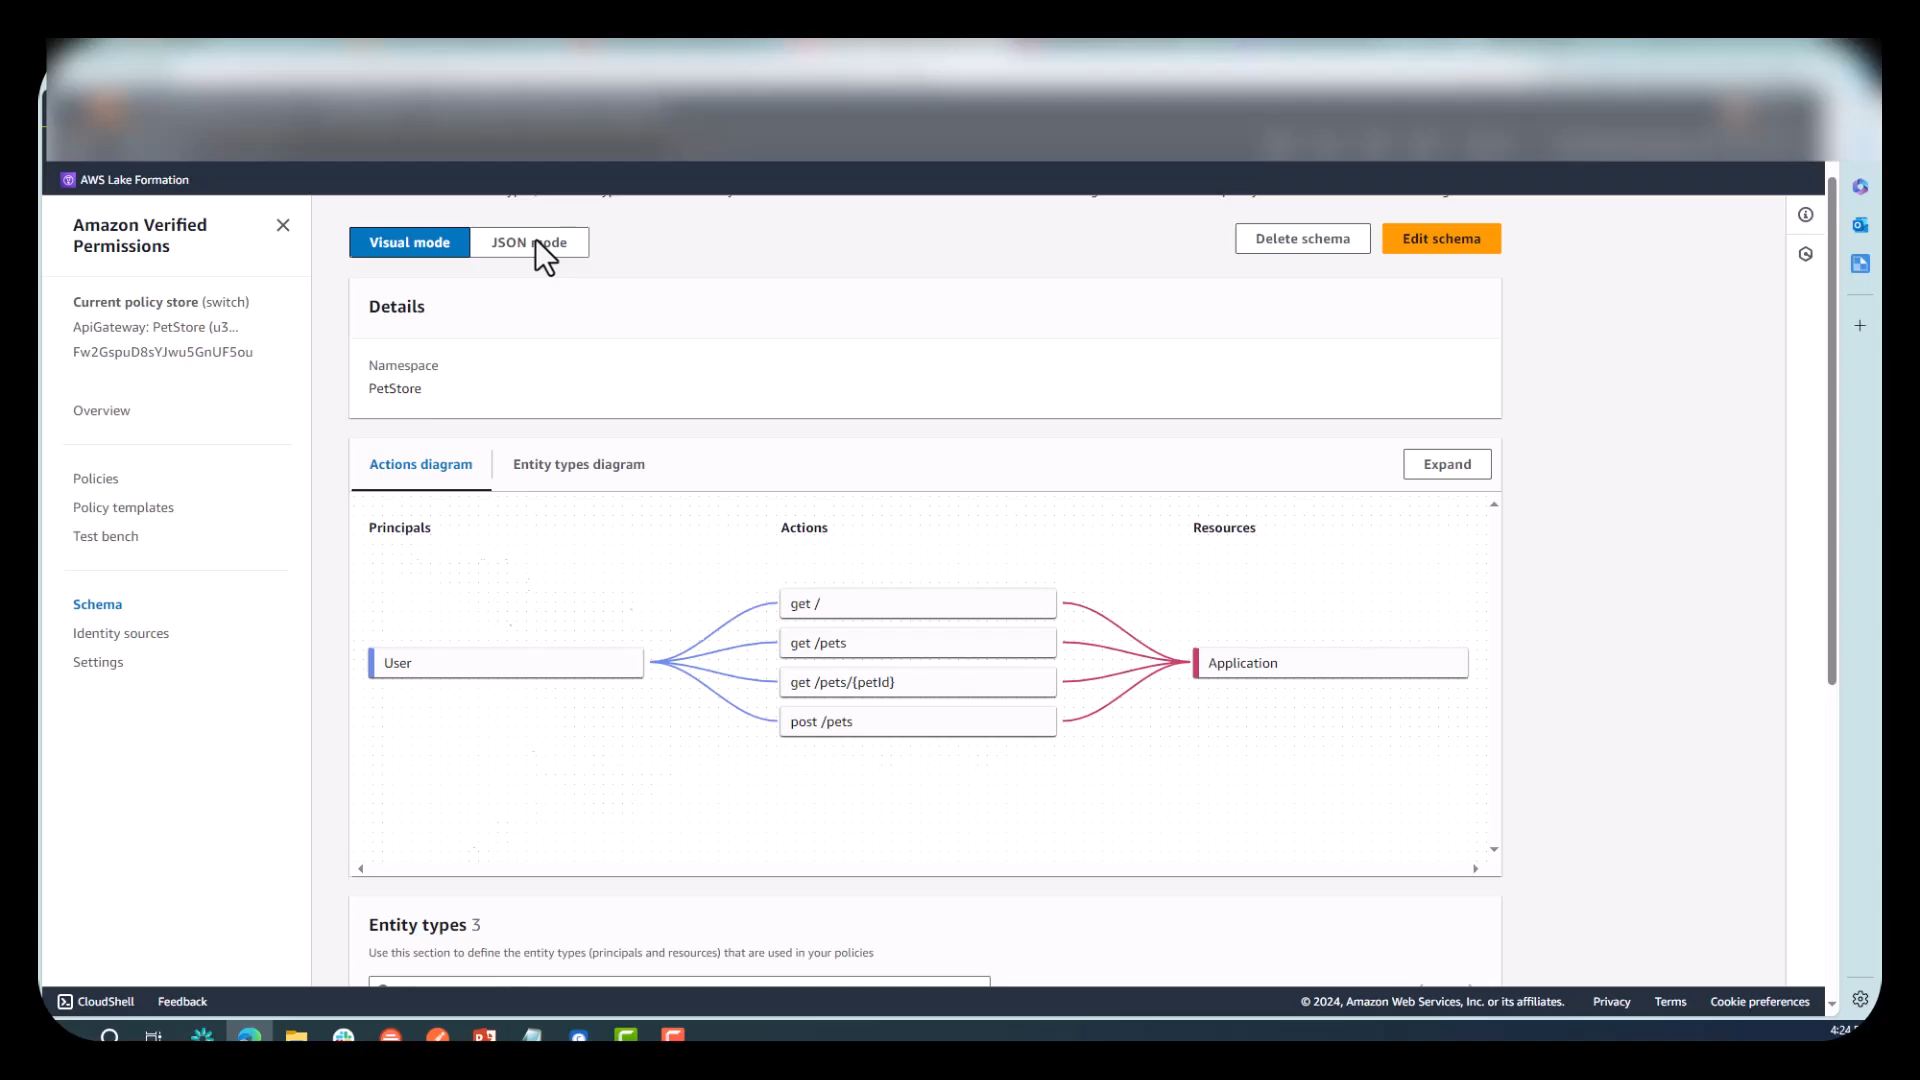 AWS Lake Formation
Amazon Verified
Permissions
Visual mode
JSON mode
Delete schema
Edit schema
Current policy store (switch)
ApiGateway: PetStore (u3...
Fw2GspuD8sYJwu5GnUF5ou
Details
Namespace
PetStore
Overview
Policies
Policy templates
Test bench
Schema
Identity sources
Settings
Actions diagram
Entity types diagram
Expand
Principals
Actions
Resources
get /
get /pets
User
Application
get /pets/{petId}
post /pets
Entity types 3
Use this section to define the entity types (principals and resources) that are used in your policies
CloudShell
Feedback
© 2024, Amazon Web Services, Inc. or its affiliates.
Privacy
Terms
Cookie preferences
4:24